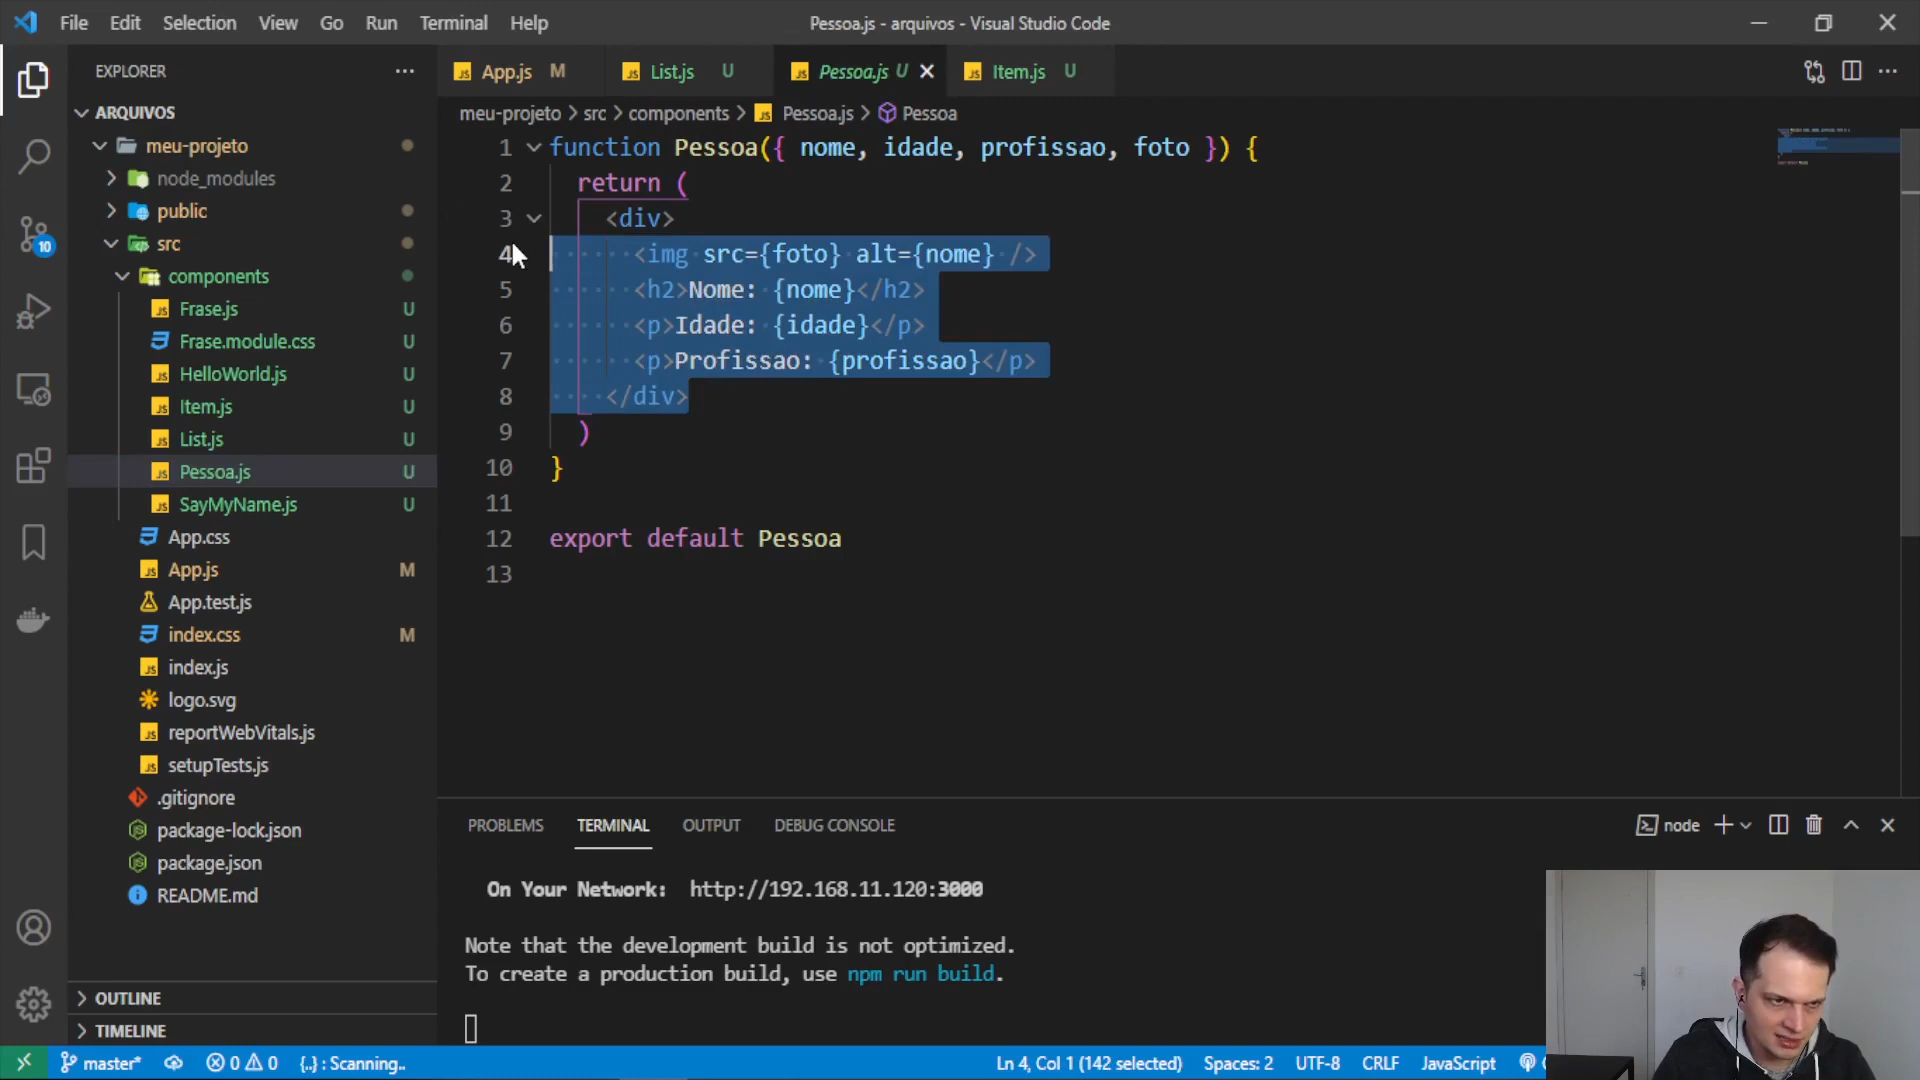 File Edit Selection View Go Run Terminal Help
Pessoa.js - arquivos - Visual Studio Code
EXPLORER
App.js M
List.js U
Pessoa.js U
Item.js U
meu-projeto > src > components > Pessoa.js > Pessoa
ARQUIVOS
meu-projeto
node_modules
public
src
components
Frase.js U
Frase.module.css U
HelloWorld.js U
Item.js U
List.js U
Pessoa.js U
SayMyName.js U
App.css
App.js M
App.test.js
index.css M
index.js
logo.svg
reportWebVitals.js
setupTests.js
.gitignore
package-lock.json
package.json
README.md
OUTLINE
TIMELINE
10
1 function Pessoa({ nome, idade, profissao, foto }) {
2 return (
3 <div>
4 <img src={foto} alt={nome} />
5 <h2>Nome: {nome}</h2>
6 <p>Idade: {idade}</p>
7 <p>Profissao: {profissao}</p>
8 </div>
9 )
10 }
11
12 export default Pessoa
13
PROBLEMS TERMINAL OUTPUT DEBUG CONSOLE
node
On Your Network: http://192.168.11.120:3000
Note that the development build is not optimized.
To create a production build, use npm run build.
master* 0 0 {..} : Scanning..
Ln 4, Col 1 (142 selected) Spaces: 2 UTF-8 CRLF JavaScript